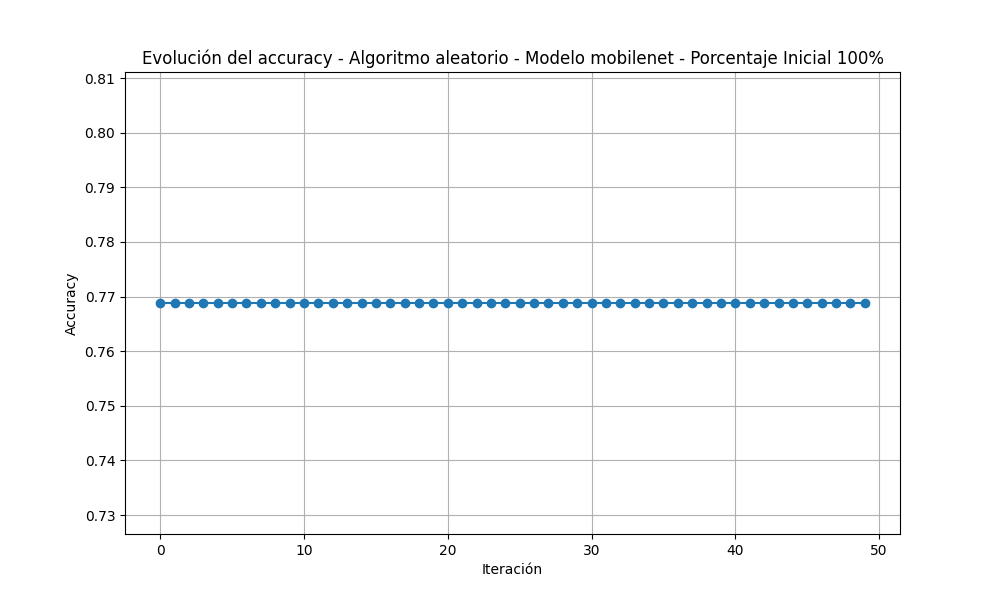 Evolución del accuracy - Algoritmo aleatorio - Modelo mobilenet - Porcentaje Inicial 100%
0.81
0.80
0.79
0.78
0.77
0.76
0.75
0.74
0.73
Accuracy
0 10 20 30 40 50
Iteración